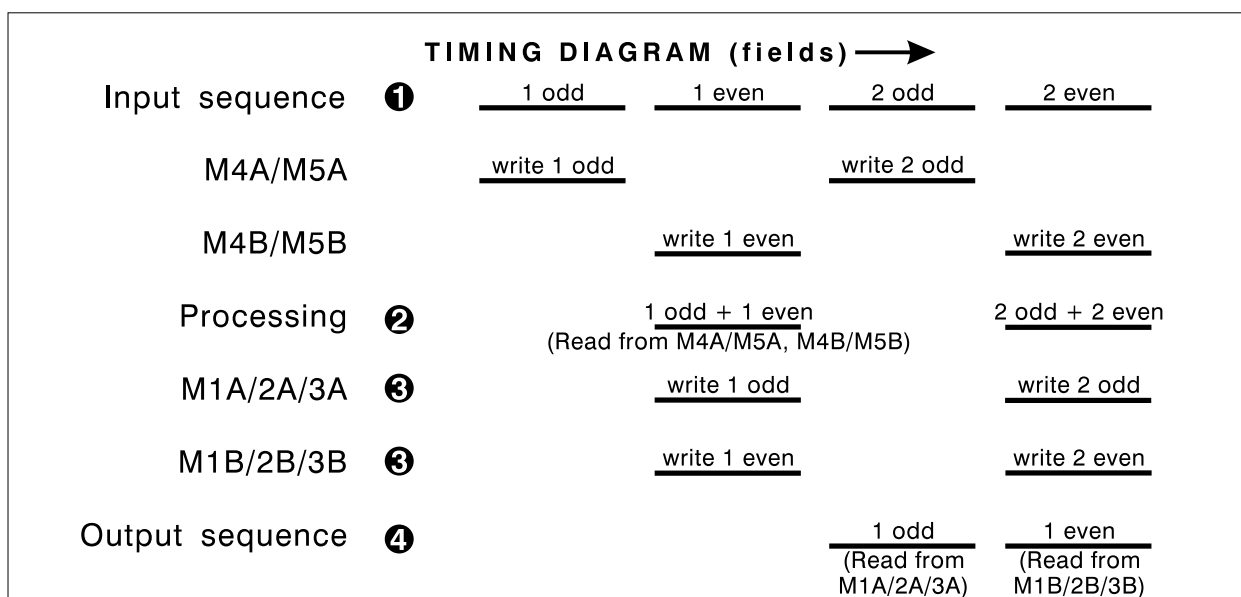 TIMING DIAGRAM (fields)
Input sequence ❶ 1 odd 1 even 2 odd 2 even
M4A/M5A write 1 odd write 2 odd
M4B/M5B write 1 even write 2 even
Processing ❷ 1 odd + 1 even 2 odd + 2 even
(Read from M4A/M5A, M4B/M5B)
M1A/2A/3A ❸ write 1 odd write 2 odd
M1B/2B/3B ❸ write 1 even write 2 even
Output sequence ❹ 1 odd 1 even
(Read from (Read from
M1A/2A/3A) M1B/2B/3B)